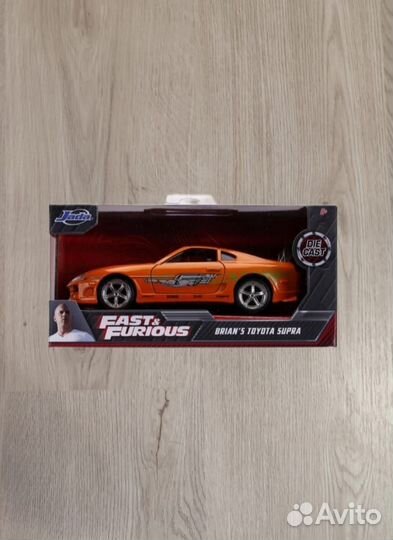 Jada
DIE
CAST
FAST &
FURIOUS
BRIAN'S TOYOTA SUPRA
Avito